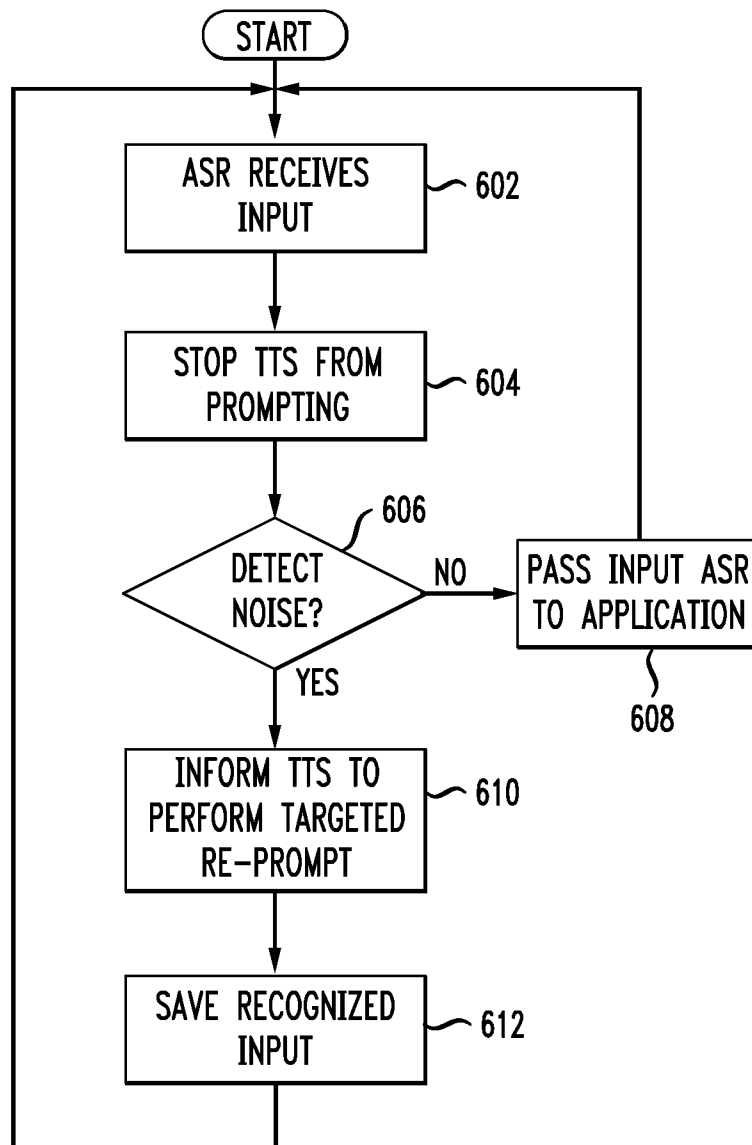 START
ASR RECEIVES
INPUT
602
STOP TTS FROM
PROMPTING
604
606
DETECT
NOISE?
NO
PASS INPUT ASR
TO APPLICATION
608
YES
INFORM TTS TO
PERFORM TARGETED
RE-PROMPT
610
SAVE RECOGNIZED
INPUT
612